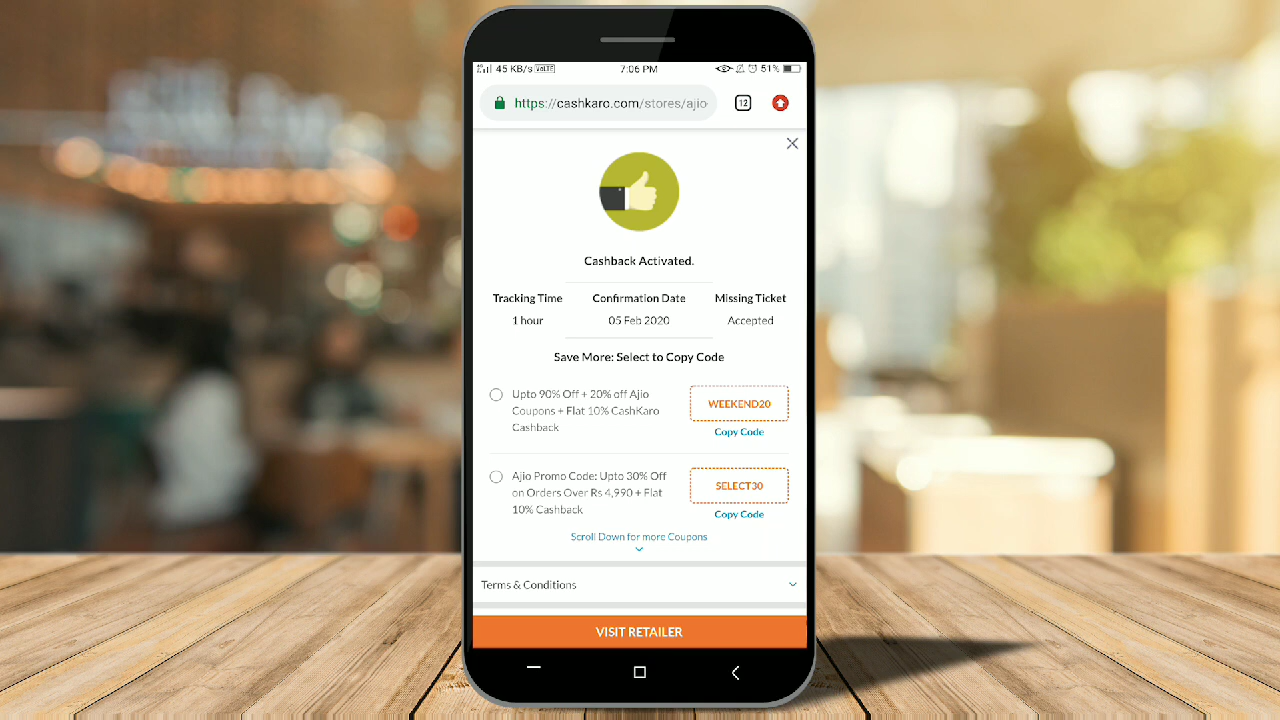 45 KB/s VoLTE 7:06 PM 51%
https://cashkaro.com/stores/ajio- 12
Cashback Activated.
Tracking Time Confirmation Date Missing Ticket
1 hour 05 Feb 2020 Accepted
Save More: Select to Copy Code
Upto 90% Off + 20% off Ajio
Coupons + Flat 10% CashKaro
Cashback
WEEKEND20
Copy Code
Ajio Promo Code: Upto 30% Off
on Orders Over Rs 4,990 + Flat
10% Cashback
SELECT30
Copy Code
Scroll Down for more Coupons
Terms & Conditions
VISIT RETAILER